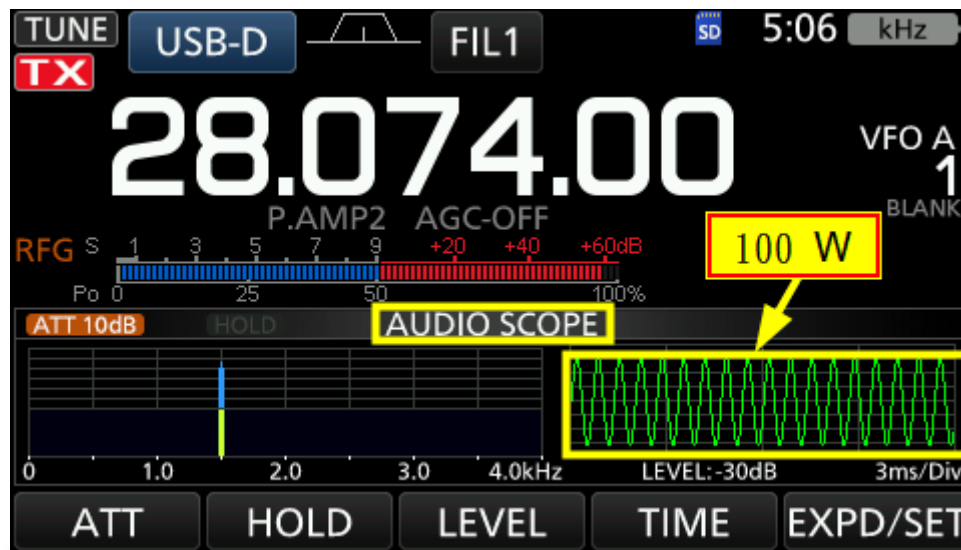 TUNE USB-D FIL1 SD 5:06 kHz
TX
28.074.00 VFO A
1
P.AMP2 AGC-OFF BLANK
100 W
RFG S 1 3 5 7 9 +20 +40 +60dB
Po 0 25 50 100%
ATT 10dB HOLD AUDIO SCOPE
0 1.0 2.0 3.0 4.0kHz LEVEL:-30dB 3ms/Div
ATT HOLD LEVEL TIME EXPD/SET